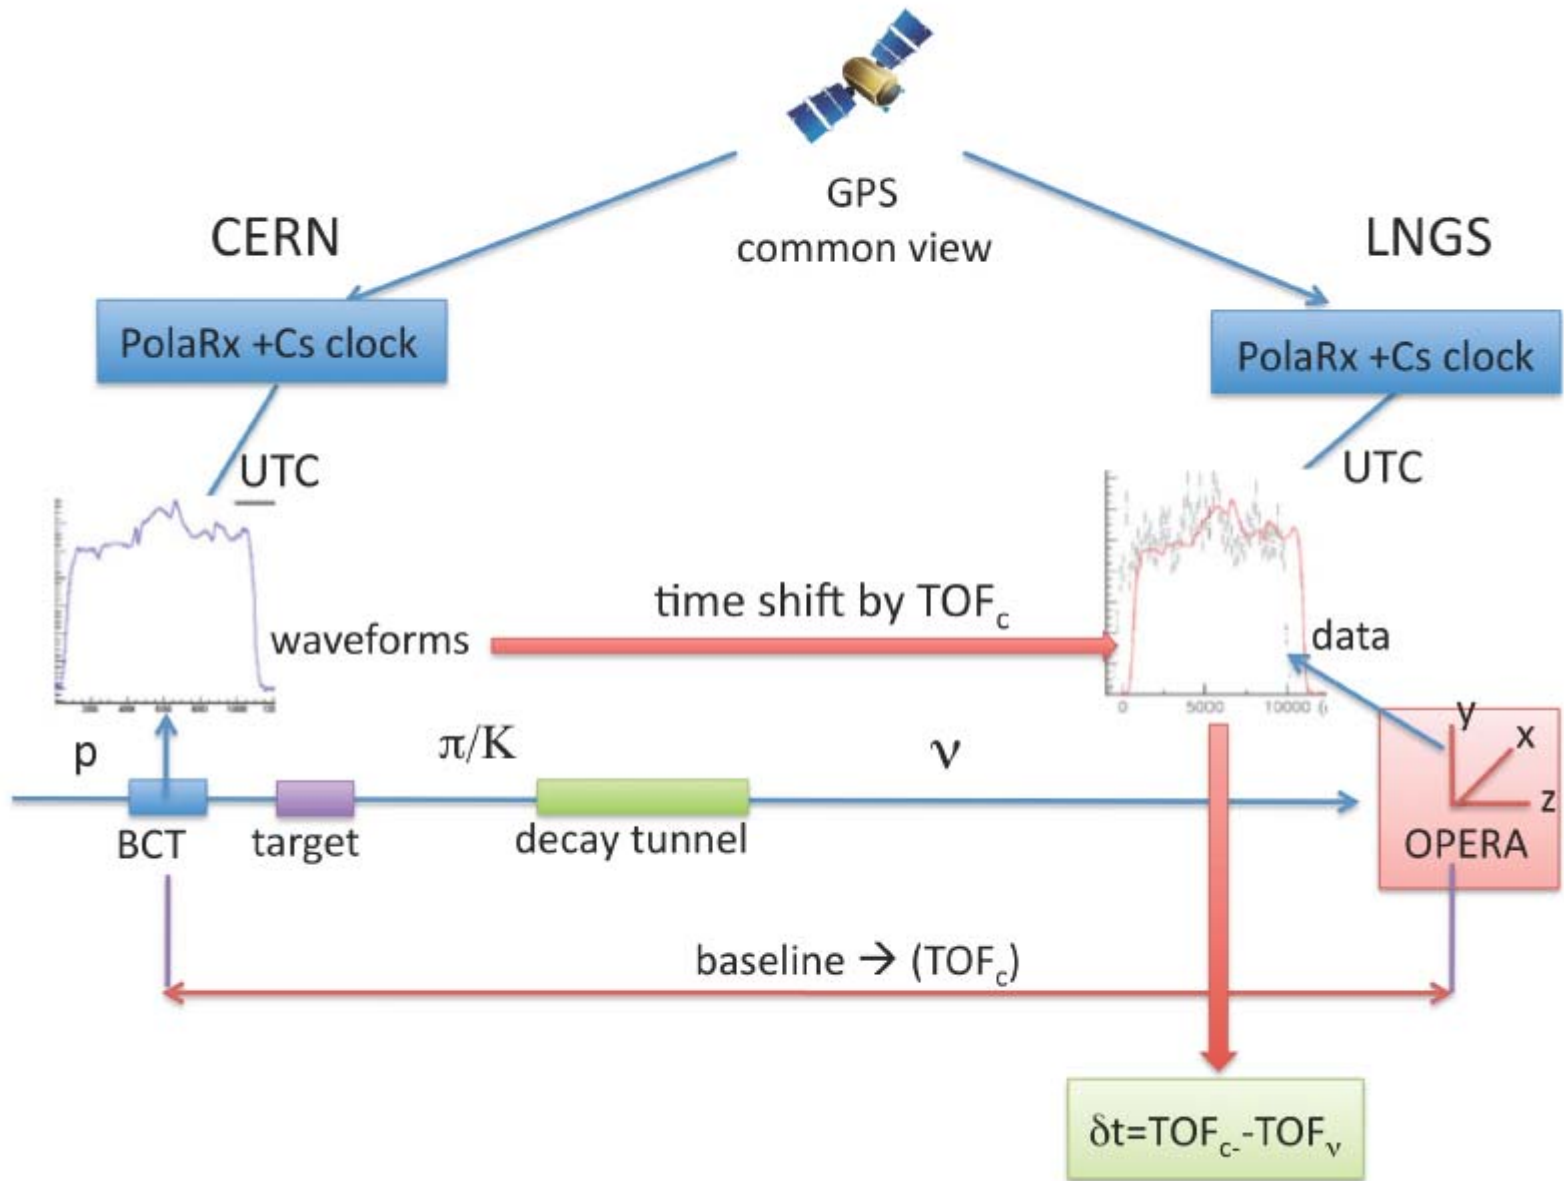 GPS
common view
CERN
LNGS
PolaRx +Cs clock
PolaRx +Cs clock
UTC
UTC
time shift by TOFc
waveforms
data
0 5000 10000
p
π/K
ν
y
x
z
BCT
target
decay tunnel
OPERA
baseline → (TOFc)
δt=TOFc--TOFν